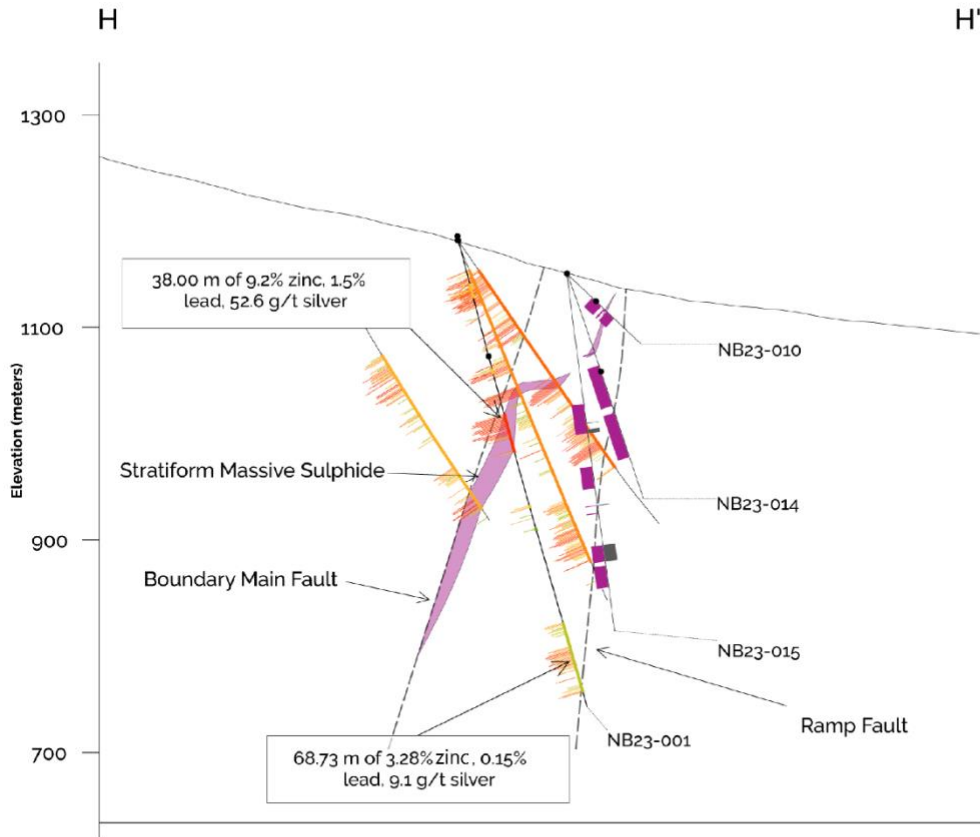 H
H'
1300
38.00 m of 9.2% zinc, 1.5%
lead, 52.6 g/t silver
1100
NB23-010
Elevation (meters)
Stratiform Massive Sulphide
NB23-014
900
Boundary Main Fault
NB23-015
Ramp Fault
NB23-001
700
68.73 m of 3.28% zinc, 0.15%
lead, 9.1 g/t silver